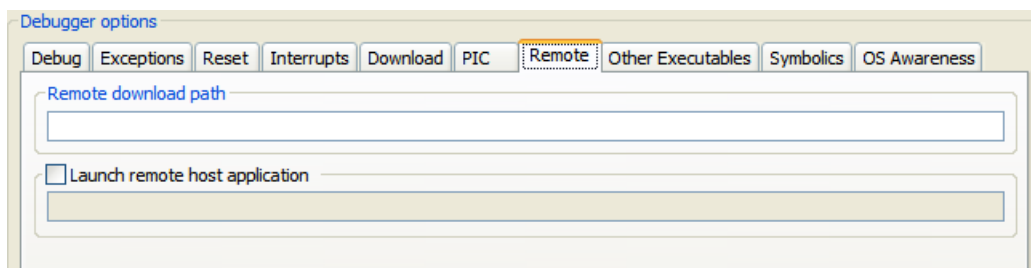 Debugger options
Debug Exceptions Reset Interrupts Download PIC Remote Other Executables Symbolics OS Awareness
Remote download path
Launch remote host application